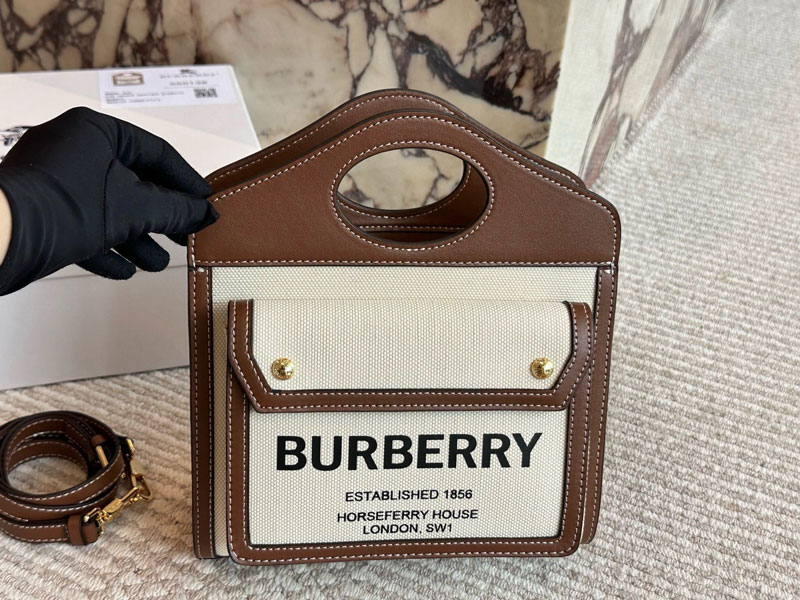 BURBERRY
ESTABLISHED 1856
HORSEFERRY HOUSE
LONDON, SW1